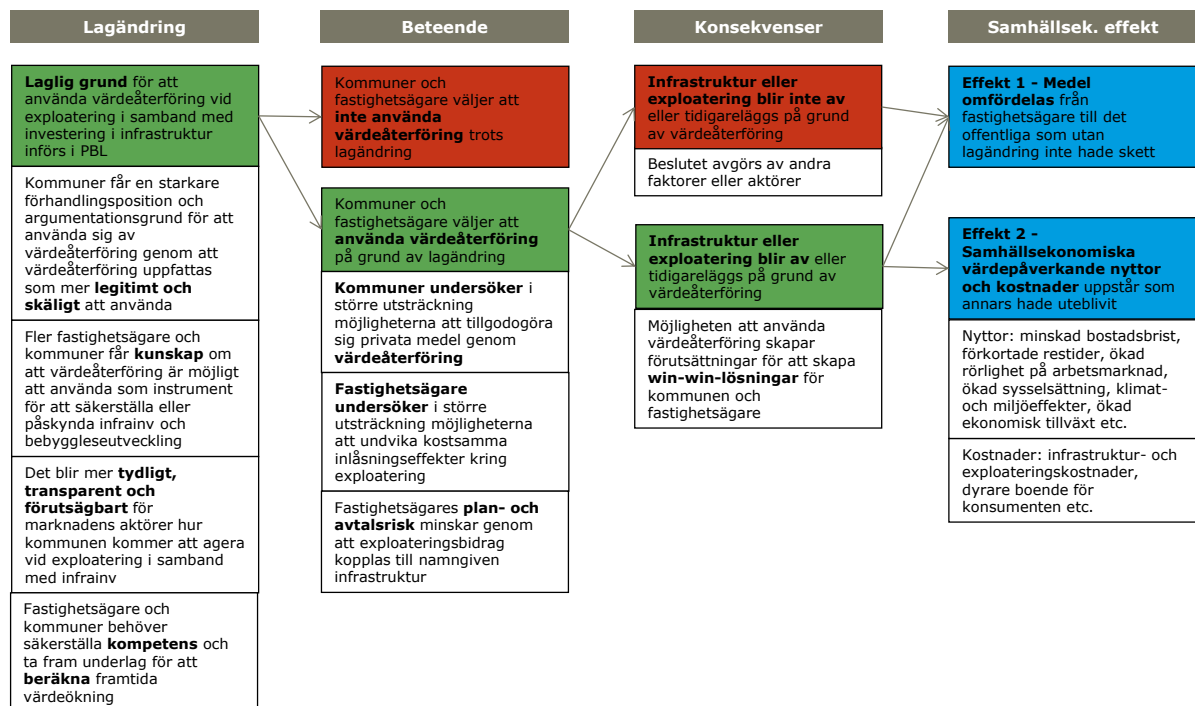 Lagändring
Laglig grund för att
använda värdeåterföring vid
exploatering i samband med
investering i infrastruktur
införs i PBL
Kommuner får en starkare
förhandlingsposition och
argumentationsgrund för att
använda sig av
värdeåterföring genom att
värdeåterföring uppfattas
som mer legitimt och
skäligt att använda
Fler fastighetsägare och
kommuner får kunskap om
att värdeåterföring är möjligt
att använda som instrument
för att säkerställa eller
påskynda infrainv och
bebyggleseutveckling
Det blir mer tydligt,
transparent och
förutsägbart för
marknadens aktörer hur
kommunen kommer att agera
vid exploatering i samband
med infrainv
Fastighetsägare och
kommuner behöver
säkerställa kompetens och
ta fram underlag för att
beräkna framtida
värdeökning
Beteende
Kommuner och
fastighetsägare väljer att
inte använda
värdeåterföring trots
lagändring
Kommuner och
fastighetsägare väljer att
använda värdeåterföring
på grund av lagändring
Kommuner undersöker i
större utsträckning
möjligheterna att tillgodogöra
sig privata medel genom
värdeåterföring
Fastighetsägare
undersöker i större
utsträckning möjligheterna
att undvika kostsamma
inlåsningseffekter kring
exploatering
Fastighetsägares plan- och
avtalsrisk minskar genom
att exploateringsbidrag
kopplas till namngiven
infrastruktur
Konsekvenser
Infrastruktur eller
exploatering blir inte av
eller tidigareläggs på grund
av värdeåterföring
Beslutet avgörs av andra
faktorer eller aktörer
Infrastruktur eller
exploatering blir av eller
tidigareläggs på grund av
värdeåterföring
Möjligheten att använda
värdeåterföring skapar
förutsättningar för att skapa
win-win-lösningar för
kommunen och
fastighetsägare
Samhällsek. effekt
Effekt 1 - Medel
omfördelas från
fastighetsägare till det
offentliga som utan
lagändring inte hade skett
Effekt 2 -
Samhällsekonomiska
värdepåverkande nyttor
och kostnader uppstår som
annars hade uteblivit
Nyttor: minskad bostadsbrist,
förkortade restider, ökad
rörlighet på arbetsmarknad,
ökad sysselsättning, klimat-
och miljöeffekter, ökad
ekonomisk tillväxt etc.
Kostnader: infrastruktur- och
exploateringskostnader,
dyrare boende för
konsumenten etc.